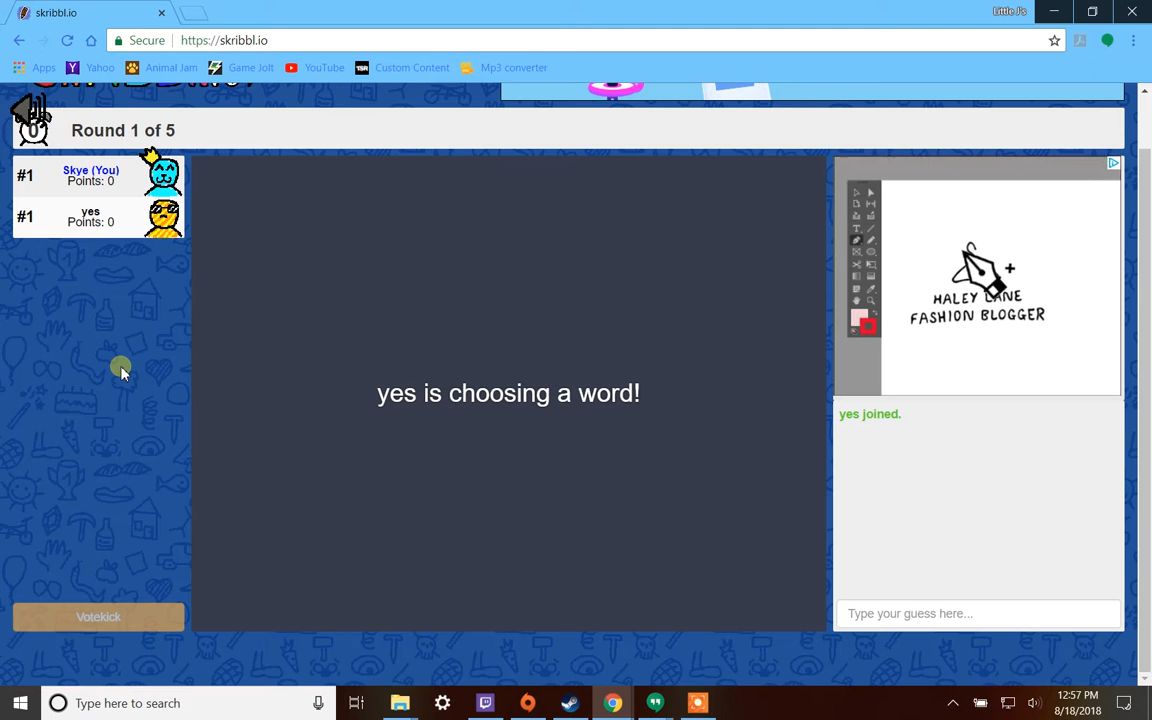 skribbl.io
Little J's
Secure
https://skribbl.io
Apps
Yahoo
Animal Jam
Game Jolt
YouTube
TSR
Custom Content
Mp3 converter
0
Round 1 of 5
#1
Skye (You)
Points: 0
#1
yes
Points: 0
yes is choosing a word!
HALEY LANE
FASHION BLOGGER
yes joined.
Type your guess here...
Votekick
Type here to search
12:57 PM
8/18/2018